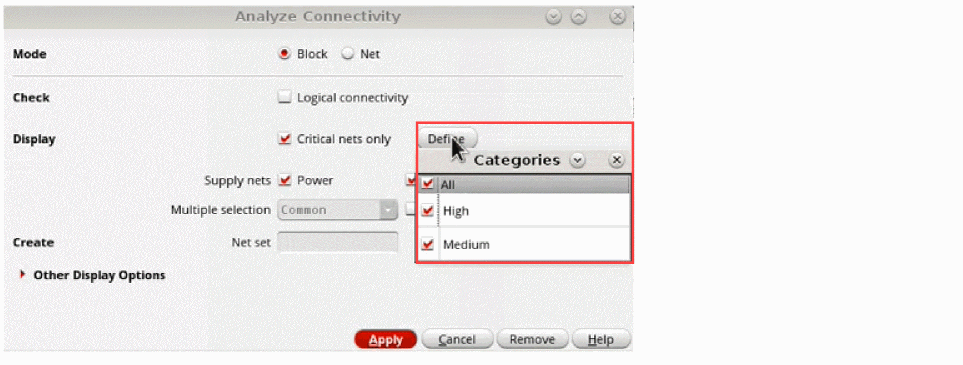 Analyze Connectivity
Mode Block Net
Check Logical connectivity
Display Critical nets only Define
Categories
Supply nets Power All
Multiple selection Common High
Create Net set Medium
Other Display Options
Apply Cancel Remove Help